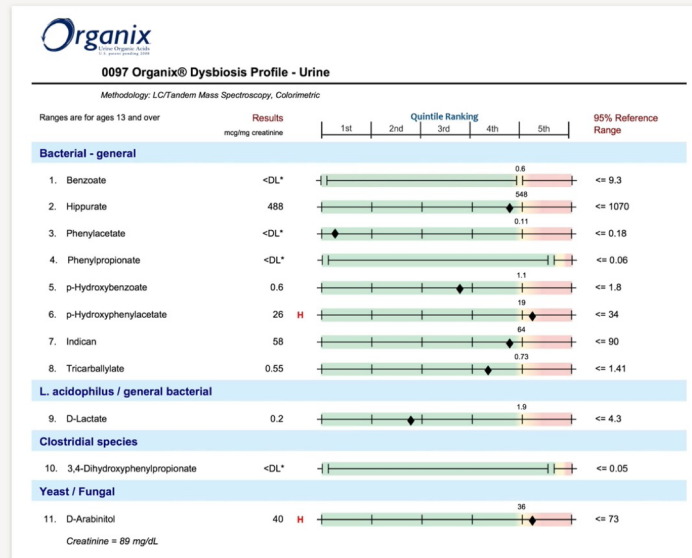 Organix
Urine Organic Acids
0097 Organix® Dysbiosis Profile - Urine
Methodology: LC/Tandem Mass Spectroscopy, Colorimetric
Ranges are for ages 13 and over Results Quintile Ranking 95% Reference
mcg/mg creatinine 1st 2nd 3rd 4th 5th Range
Bacterial - general
0.6
1. Benzoate <DL* <= 9.3
548
2. Hippurate 488 <= 1070
0.11
3. Phenylacetate <DL* <= 0.18
4. Phenylpropionate <DL* <= 0.06
1.1
5. p-Hydroxybenzoate 0.6 <= 1.8
19
6. p-Hydroxyphenylacetate 26 H <= 34
64
7. Indican 58 <= 90
0.73
8. Tricarballylate 0.55 <= 1.41
L. acidophilus / general bacterial
1.9
9. D-Lactate 0.2 <= 4.3
Clostridial species
10. 3,4-Dihydroxyphenylpropionate <DL* <= 0.05
Yeast / Fungal
36
11. D-Arabinitol 40 H <= 73
Creatinine = 89 mg/dL